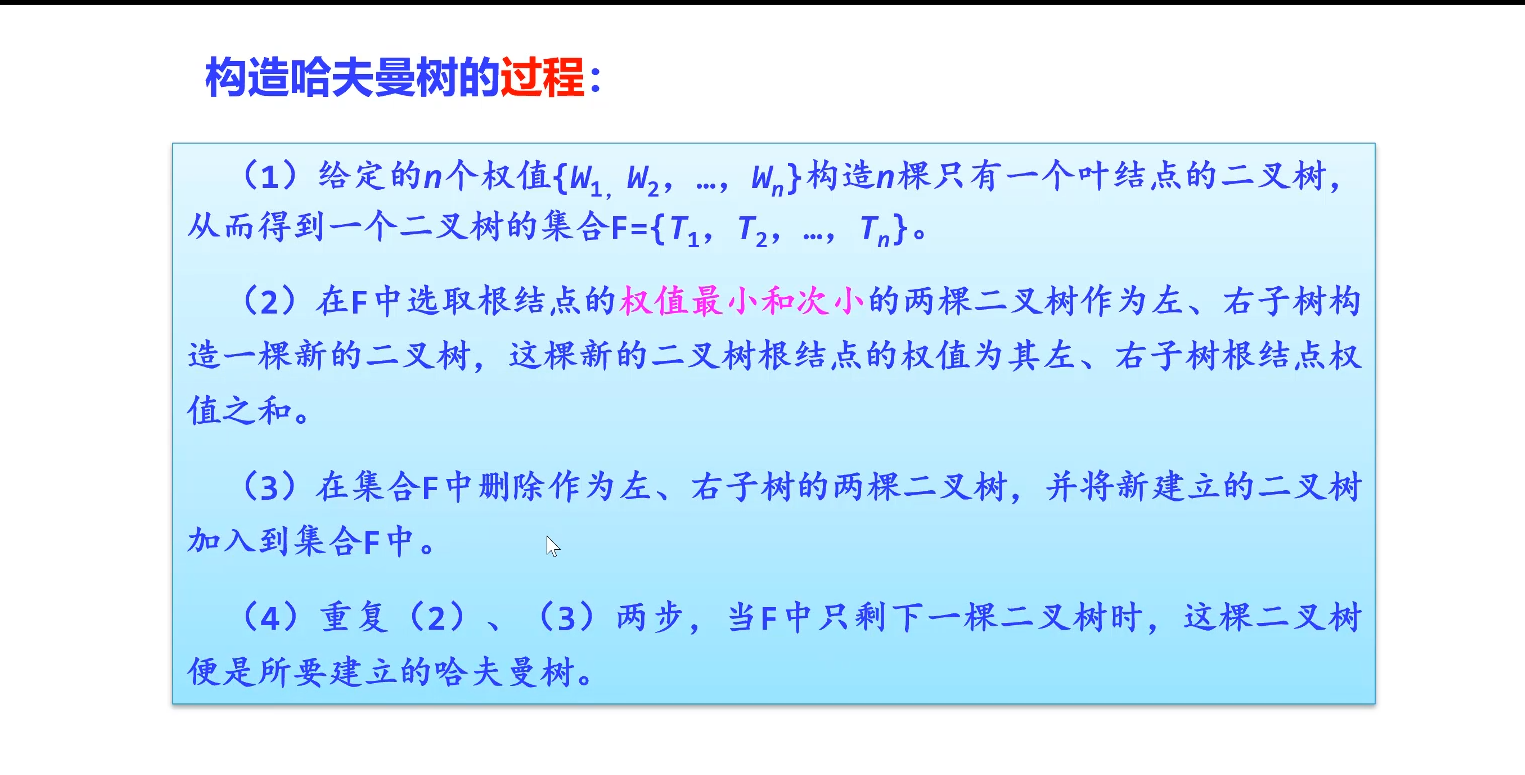 构造哈夫曼树的过程：
（1）给定的n个权值{W1，W2，…，Wn}构造n棵只有一个叶结点的二叉树，
从而得到一个二叉树的集合F={T1，T2，…，Tn}。
（2）在F中选取根结点的权值最小和次小的两棵二叉树作为左、右子树构
造一棵新的二叉树，这棵新的二叉树根结点的权值为其左、右子树根结点权
值之和。
（3）在集合F中删除作为左、右子树的两棵二叉树，并将新建立的二叉树
加入到集合F中。
（4）重复（2）、（3）两步，当F中只剩下一棵二叉树时，这棵二叉树
便是所要建立的哈夫曼树。